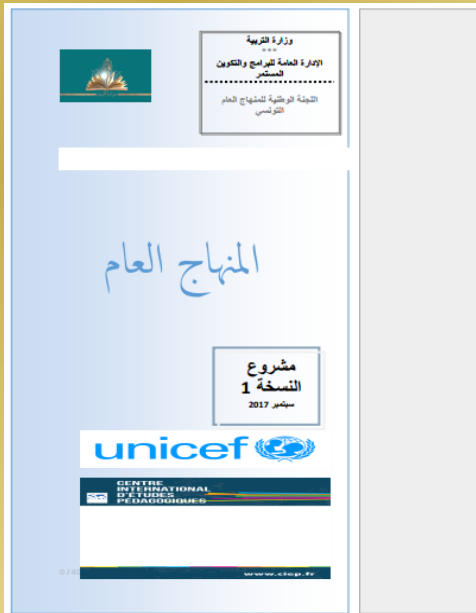 وزارة التربية
***
الإدارة العامة للبرامج والتكوين
المستمر
اللجنة الوطنية للمنهاج العام
التونسي
المنهاج العام
مشروع
النسخة 1
سبتمبر 2017
unicef
CENTRE
INTERNATIONAL
D'ÉTUDES
PÉDAGOGIQUES
www.ciep.fr